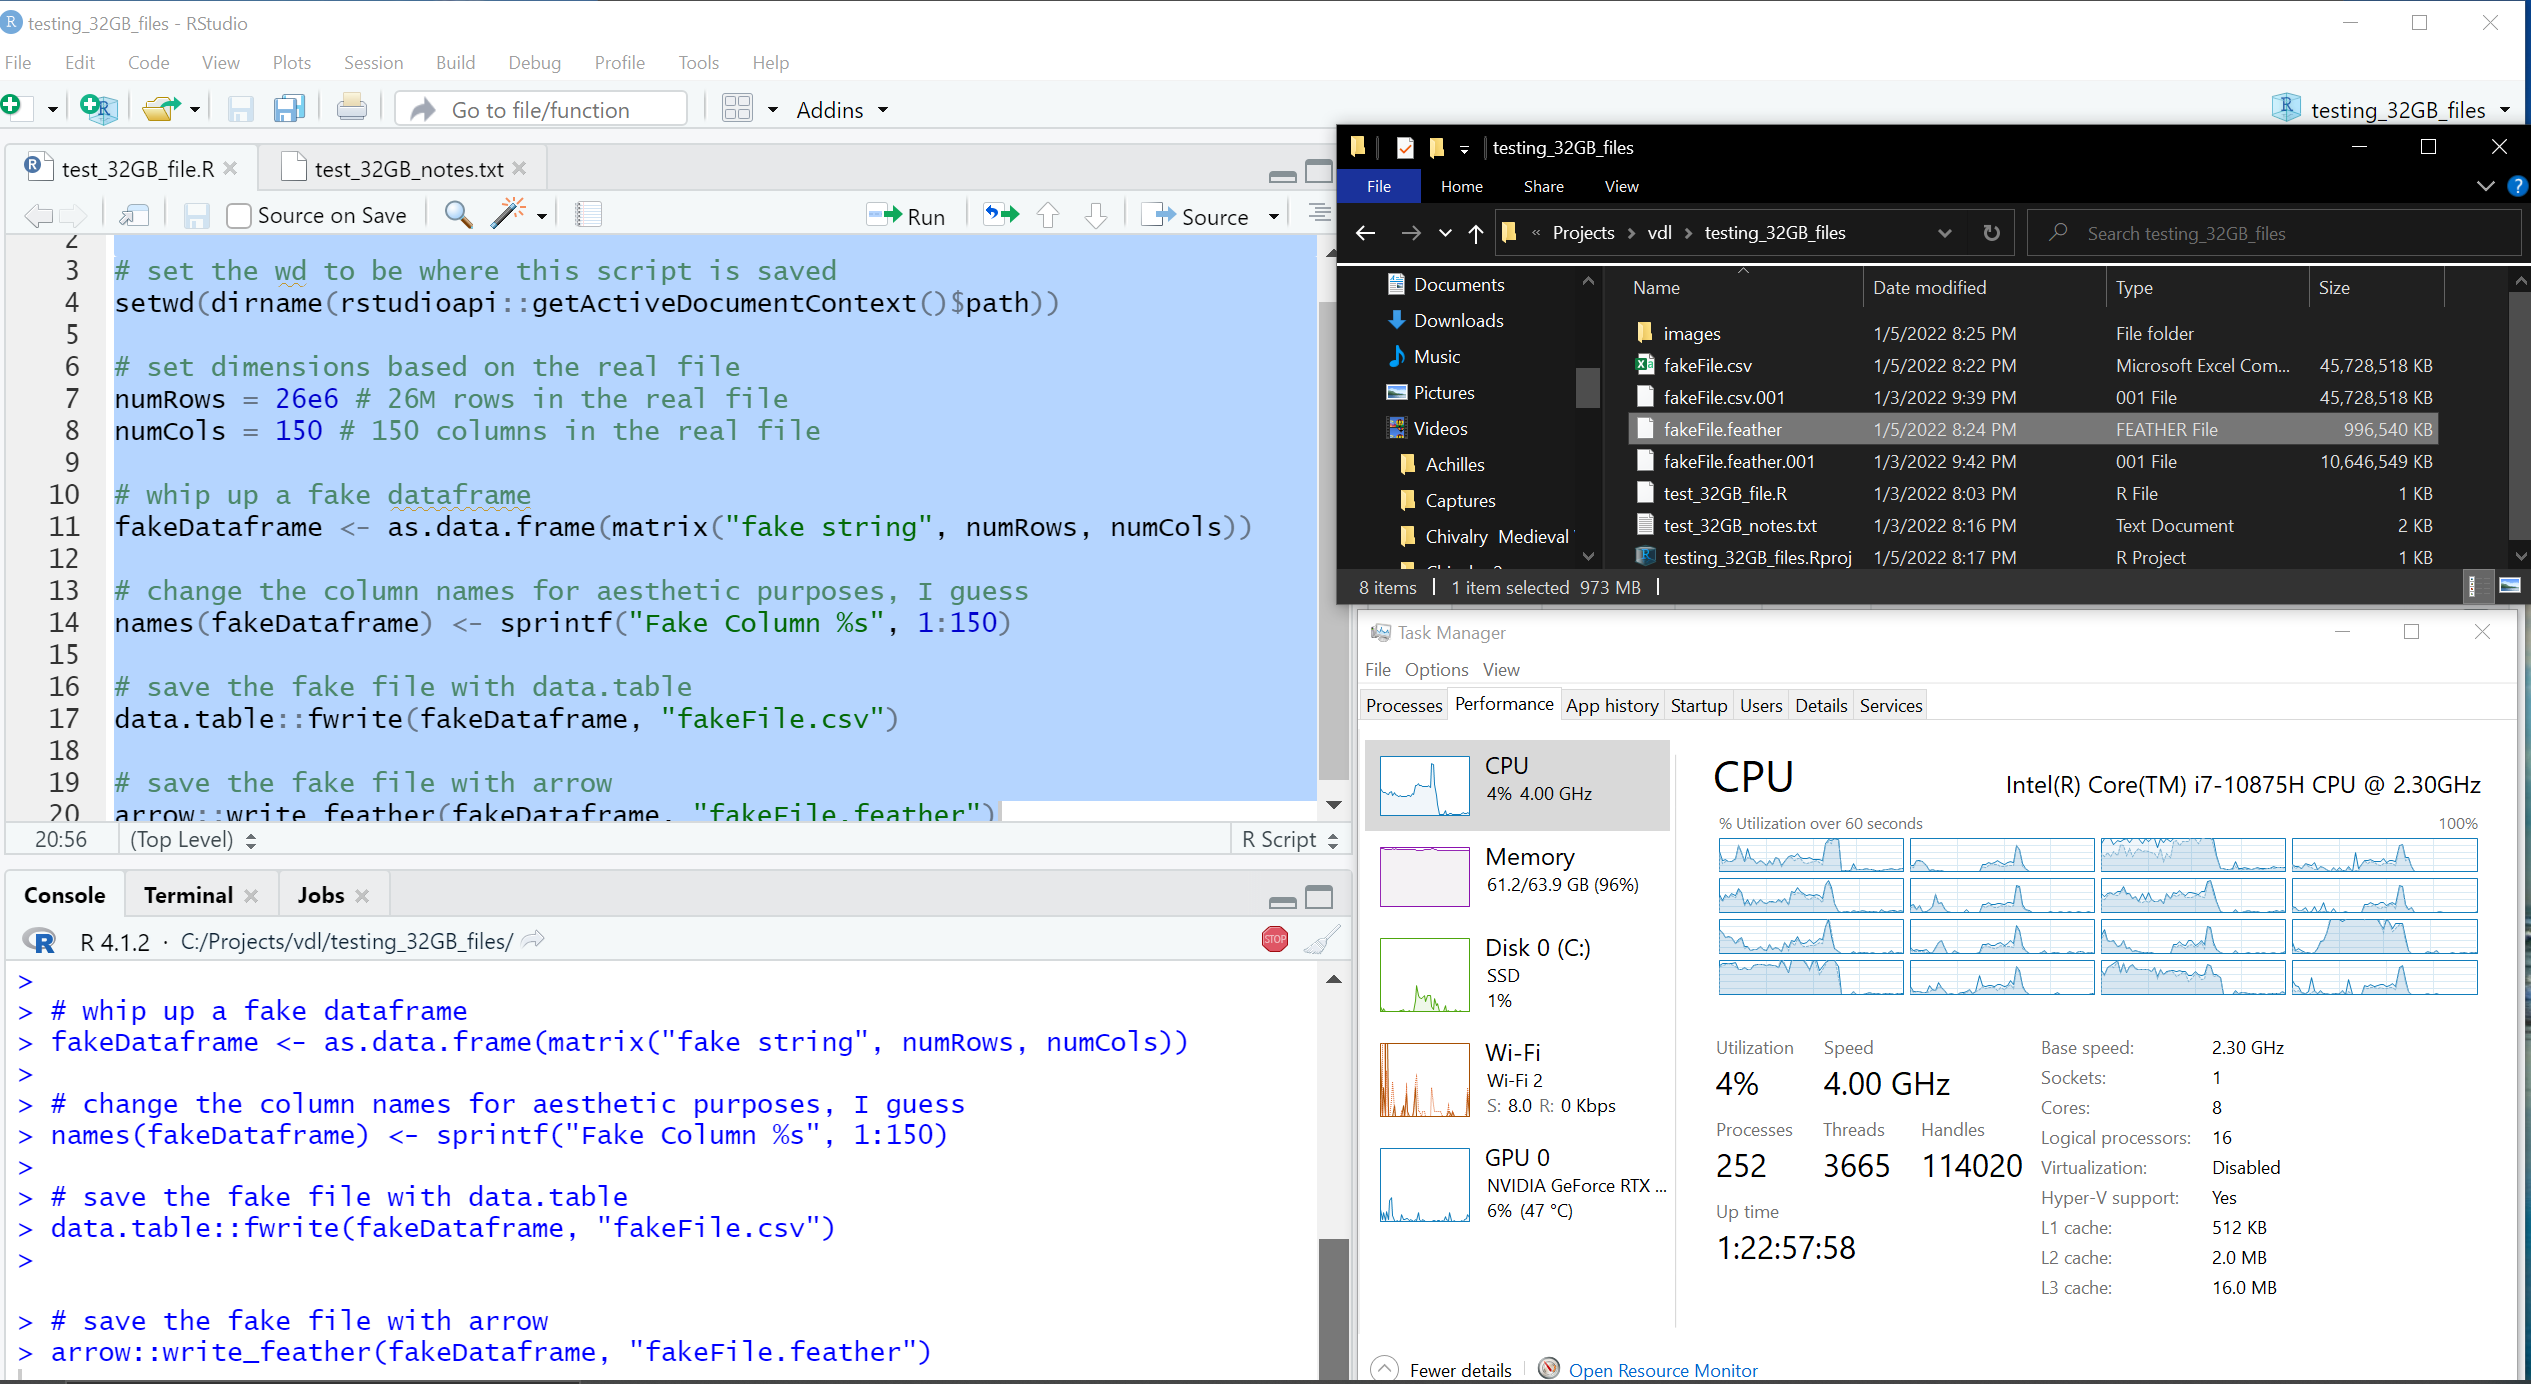 testing_32GB_files - RStudio
File Edit Code View Plots Session Build Debug Profile Tools Help
Go to file/function Addins testing_32GB_files
test_32GB_file.R test_32GB_notes.txt
Source on Save Run Source
2
3 # set the wd to be where this script is saved
4 setwd(dirname(rstudioapi::getActiveDocumentContext()$path))
5
6 # set dimensions based on the real file
7 numRows = 26e6 # 26M rows in the real file
8 numCols = 150 # 150 columns in the real file
9
10 # whip up a fake dataframe
11 fakeDataframe <- as.data.frame(matrix("fake string", numRows, numCols))
12
13 # change the column names for aesthetic purposes, I guess
14 names(fakeDataframe) <- sprintf("Fake Column %s", 1:150)
15
16 # save the fake file with data.table
17 data.table::fwrite(fakeDataframe, "fakeFile.csv")
18
19 # save the fake file with arrow
20 arrow::write_feather(fakeDataframe, "fakeFile.feather")
20:56 (Top Level) R Script
Console Terminal Jobs
R 4.1.2 · C:/Projects/vdl/testing_32GB_files/
STOP
>
> # whip up a fake dataframe
> fakeDataframe <- as.data.frame(matrix("fake string", numRows, numCols))
>
> # change the column names for aesthetic purposes, I guess
> names(fakeDataframe) <- sprintf("Fake Column %s", 1:150)
>
> # save the fake file with data.table
> data.table::fwrite(fakeDataframe, "fakeFile.csv")
>
> # save the fake file with arrow
> arrow::write_feather(fakeDataframe, "fakeFile.feather")
testing_32GB_files
File Home Share View
« Projects > vdl > testing_32GB_files
Search testing_32GB_files
Documents
Downloads
Music
Pictures
Videos
Achilles
Captures
Chivalry Medieval
Name Date modified Type Size
images 1/5/2022 8:25 PM File folder
fakeFile.csv 1/5/2022 8:22 PM Microsoft Excel Com... 45,728,518 KB
fakeFile.csv.001 1/3/2022 9:39 PM 001 File 45,728,518 KB
fakeFile.feather 1/5/2022 8:24 PM FEATHER File 996,540 KB
fakeFile.feather.001 1/3/2022 9:42 PM 001 File 10,646,549 KB
test_32GB_file.R 1/3/2022 8:03 PM R File 1 KB
test_32GB_notes.txt 1/3/2022 8:16 PM Text Document 2 KB
testing_32GB_files.Rproj 1/5/2022 8:17 PM R Project 1 KB
8 items 1 item selected 973 MB
Task Manager
File Options View
Processes Performance App history Startup Users Details Services
CPU
4% 4.00 GHz
Memory
61.2/63.9 GB (96%)
Disk 0 (C:)
SSD
1%
Wi-Fi
Wi-Fi 2
S: 8.0 R: 0 Kbps
GPU 0
NVIDIA GeForce RTX ...
6% (47 °C)
CPU Intel(R) Core(TM) i7-10875H CPU @ 2.30GHz
% Utilization over 60 seconds 100%
Utilization Speed
4% 4.00 GHz
Processes Threads Handles
252 3665 114020
Up time
1:22:57:58
Base speed: 2.30 GHz
Sockets: 1
Cores: 8
Logical processors: 16
Virtualization: Disabled
Hyper-V support: Yes
L1 cache: 512 KB
L2 cache: 2.0 MB
L3 cache: 16.0 MB
Fewer details Open Resource Monitor